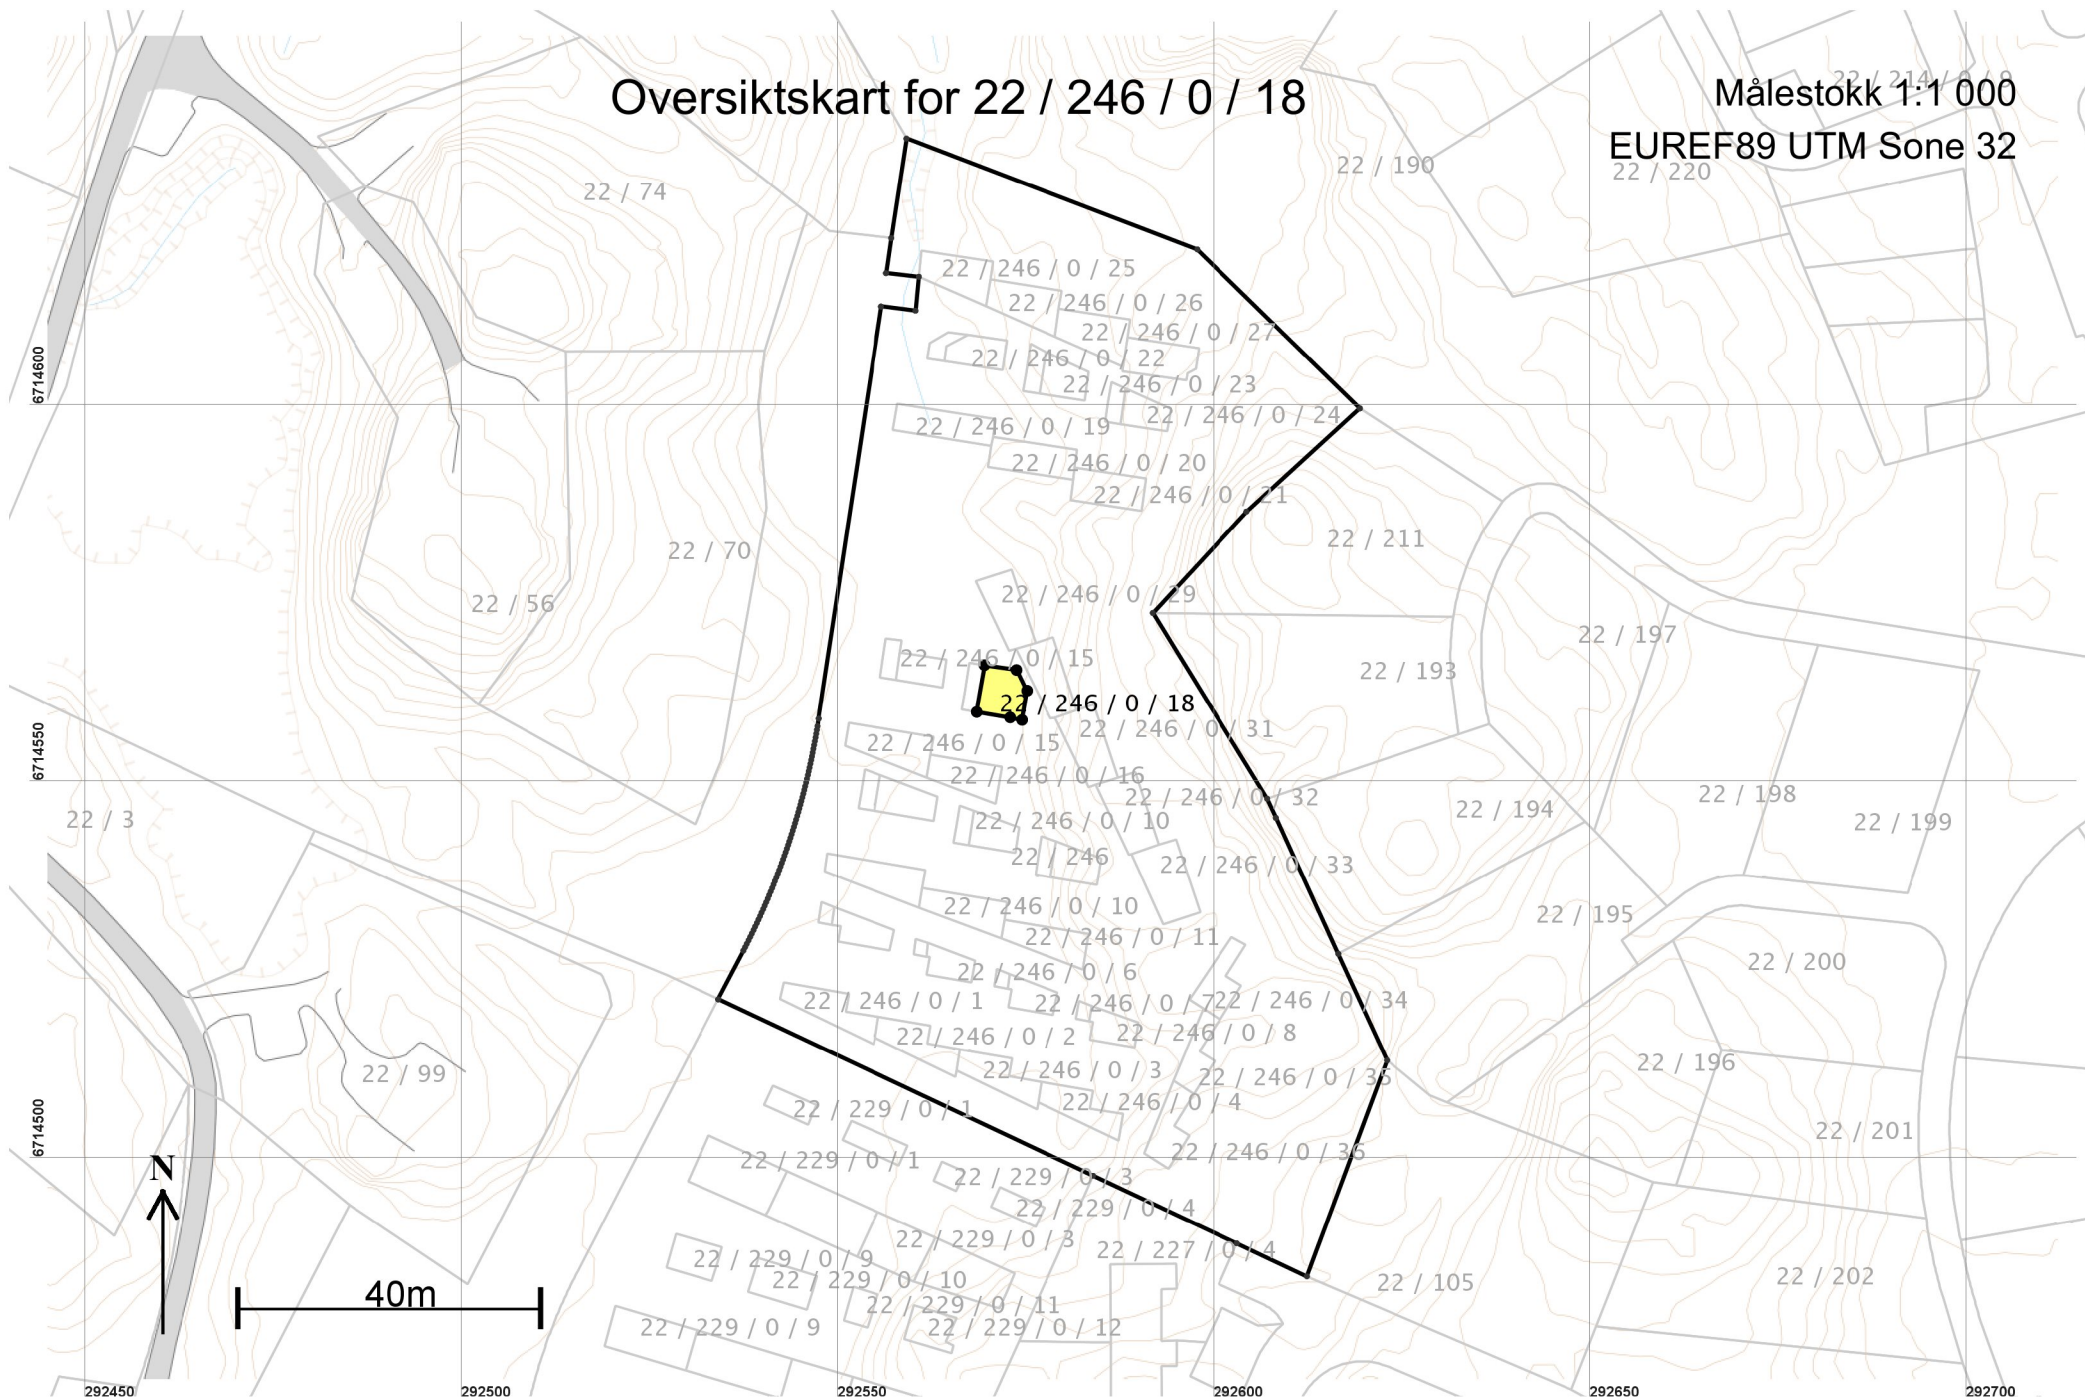 Oversiktskart for 22 / 246 / 0 / 18
Målestokk 1:1 000
EUREF89 UTM Sone 32
22 / 214 / 0 / 8
22 / 190
22 / 220
22 / 74
22 / 246 / 0 / 25
22 / 246 / 0 / 26
22 / 246 / 0 / 27
22 / 246 / 0 / 22
22 / 246 / 0 / 23
22 / 246 / 0 / 24
22 / 246 / 0 / 19
22 / 246 / 0 / 20
22 / 246 / 0 / 21
6714600
22 / 211
22 / 70
22 / 56
22 / 246 / 0 / 29
22 / 197
22 / 246 / 0 / 15
22 / 193
22 / 246 / 0 / 18
22 / 246 / 0 / 31
22 / 246 / 0 / 15
6714550
22 / 246 / 0 / 16
22 / 246 / 0 / 32
22 / 198
22 / 194
22 / 3
22 / 246 / 0 / 10
22 / 199
22 / 246
22 / 246 / 0 / 33
22 / 246 / 0 / 10
22 / 195
22 / 246 / 0 / 11
22 / 200
22 / 246 / 0 / 6
22 / 246 / 0 / 1
22 / 246 / 0 / 7
22 / 246 / 0 / 34
22 / 246 / 0 / 2
22 / 246 / 0 / 8
22 / 196
22 / 99
22 / 246 / 0 / 3
22 / 246 / 0 / 35
22 / 246 / 0 / 4
22 / 229 / 0 / 1
6714500
22 / 201
22 / 246 / 0 / 36
22 / 229 / 0 / 1
N
22 / 229 / 0 / 3
22 / 229 / 0 / 4
22 / 229 / 0 / 3
22 / 227 / 0 / 4
22 / 229 / 0 / 9
22 / 229 / 0 / 10
22 / 105
22 / 202
40m
22 / 229 / 0 / 11
22 / 229 / 0 / 9
22 / 229 / 0 / 12
292450
292500
292550
292600
292650
292700